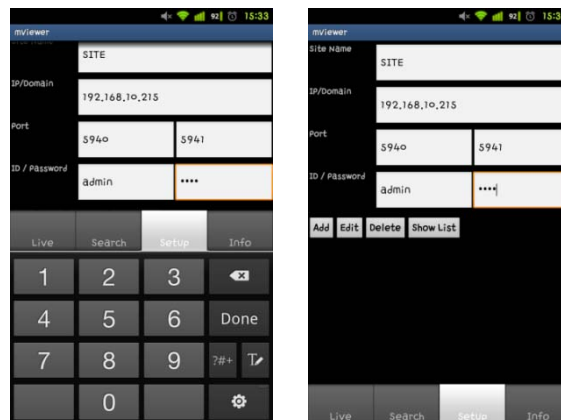 92 15:33
mViewer
SITE
IP/Domain
192.168.10.215
Port
5940 5941
ID / Password
admin ••••
Live Search Setup Info
1 2 3
4 5 6 Done
7 8 9 ?#+ T
0
92 15:3
mViewer
Site Name
SITE
IP/Domain
192.168.10.215
Port
5940 5941
ID / Password
admin ••••
Add Edit Delete Show List
Live Search Setup Info